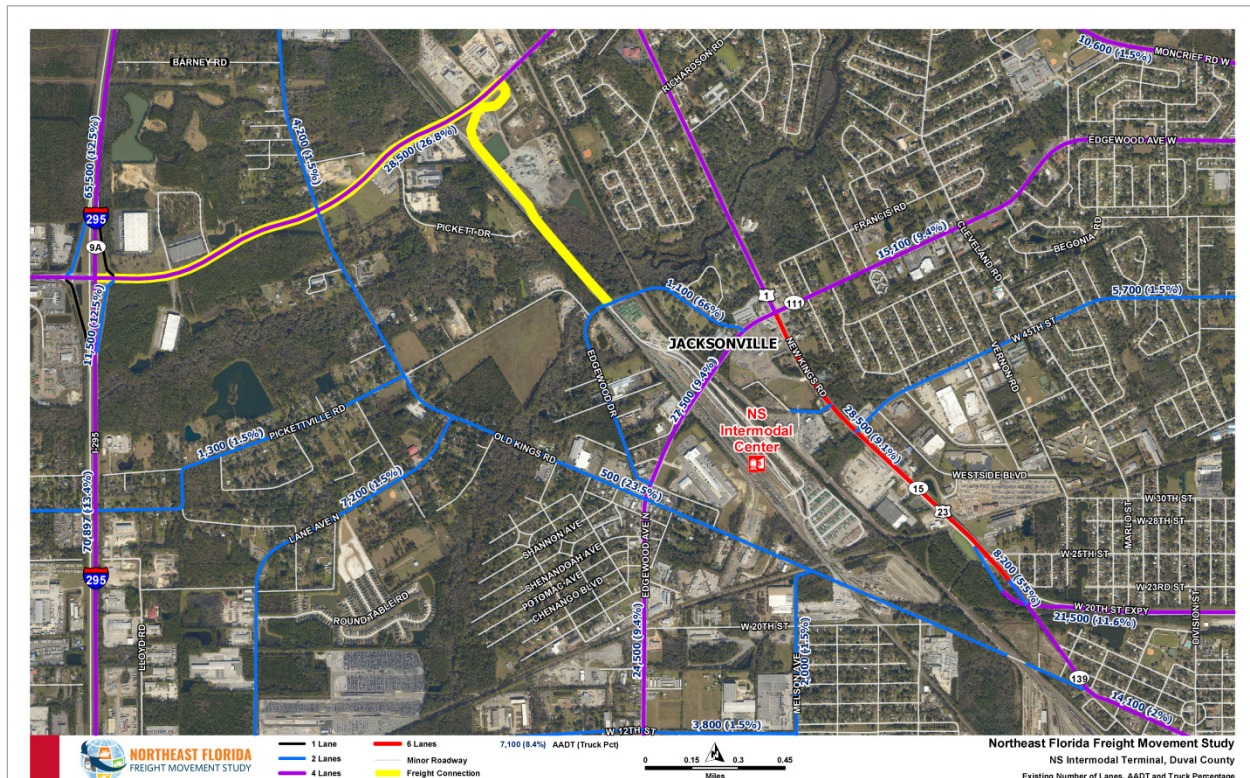 BARNEY RD
RICHARDSON RD
10,600 (1.5%)
MONCRIEF RD W
4,200 (1.5%)
65,500 (12.5%)
28,500 (26.8%)
EDGEWOOD AVE W
295
9A
PICKETT DR
FRANCIS RD
CLEVELAND RD
BEGONIA RD
15,100 (9.4%)
11,500 (12.5%)
1,100 (66%)
1
111
5,700 (1.5%)
W 45TH ST
JACKSONVILLE
NEW KINGS RD
VERNON RD
EDGEWOOD DR
27,500 (9.4%)
I-295
PICKETTVILLE RD
1,300 (1.5%)
OLD KINGS RD
NS
Intermodal
Center
28,500 (9.1%)
WESTSIDE BLVD
500 (23.5%)
7,200 (1.5%)
LANE AVE N
70,897 (13.4%)
15
23
MARLO ST
W 30TH ST
W 28TH ST
SHANNON AVE
SHENANDOAH AVE
POTOMAC AVE
CHENANGO BLVD
EDGEWOOD AVE N
W 25TH ST
295
8,200 (5.5%)
W 23RD ST
ROUND TABLE RD
W 20TH ST EXPY
21,500 (11.6%)
DIVISION ST
LLOYD RD
W 20TH ST
24,500 (9.4%)
MELSON AVE
2,000 (1.5%)
139
14,100 (2%)
3,800 (1.5%)
W 12TH ST
NORTHEAST FLORIDA
FREIGHT MOVEMENT STUDY
1 Lane
2 Lanes
4 Lanes
6 Lanes
Minor Roadway
Freight Connection
7,100 (8.4%) AADT (Truck Pct)
N
0 0.15 0.3 0.45
Miles
Northeast Florida Freight Movement Study
NS Intermodal Terminal, Duval County
Existing Number of Lanes, AADT and Truck Percentage